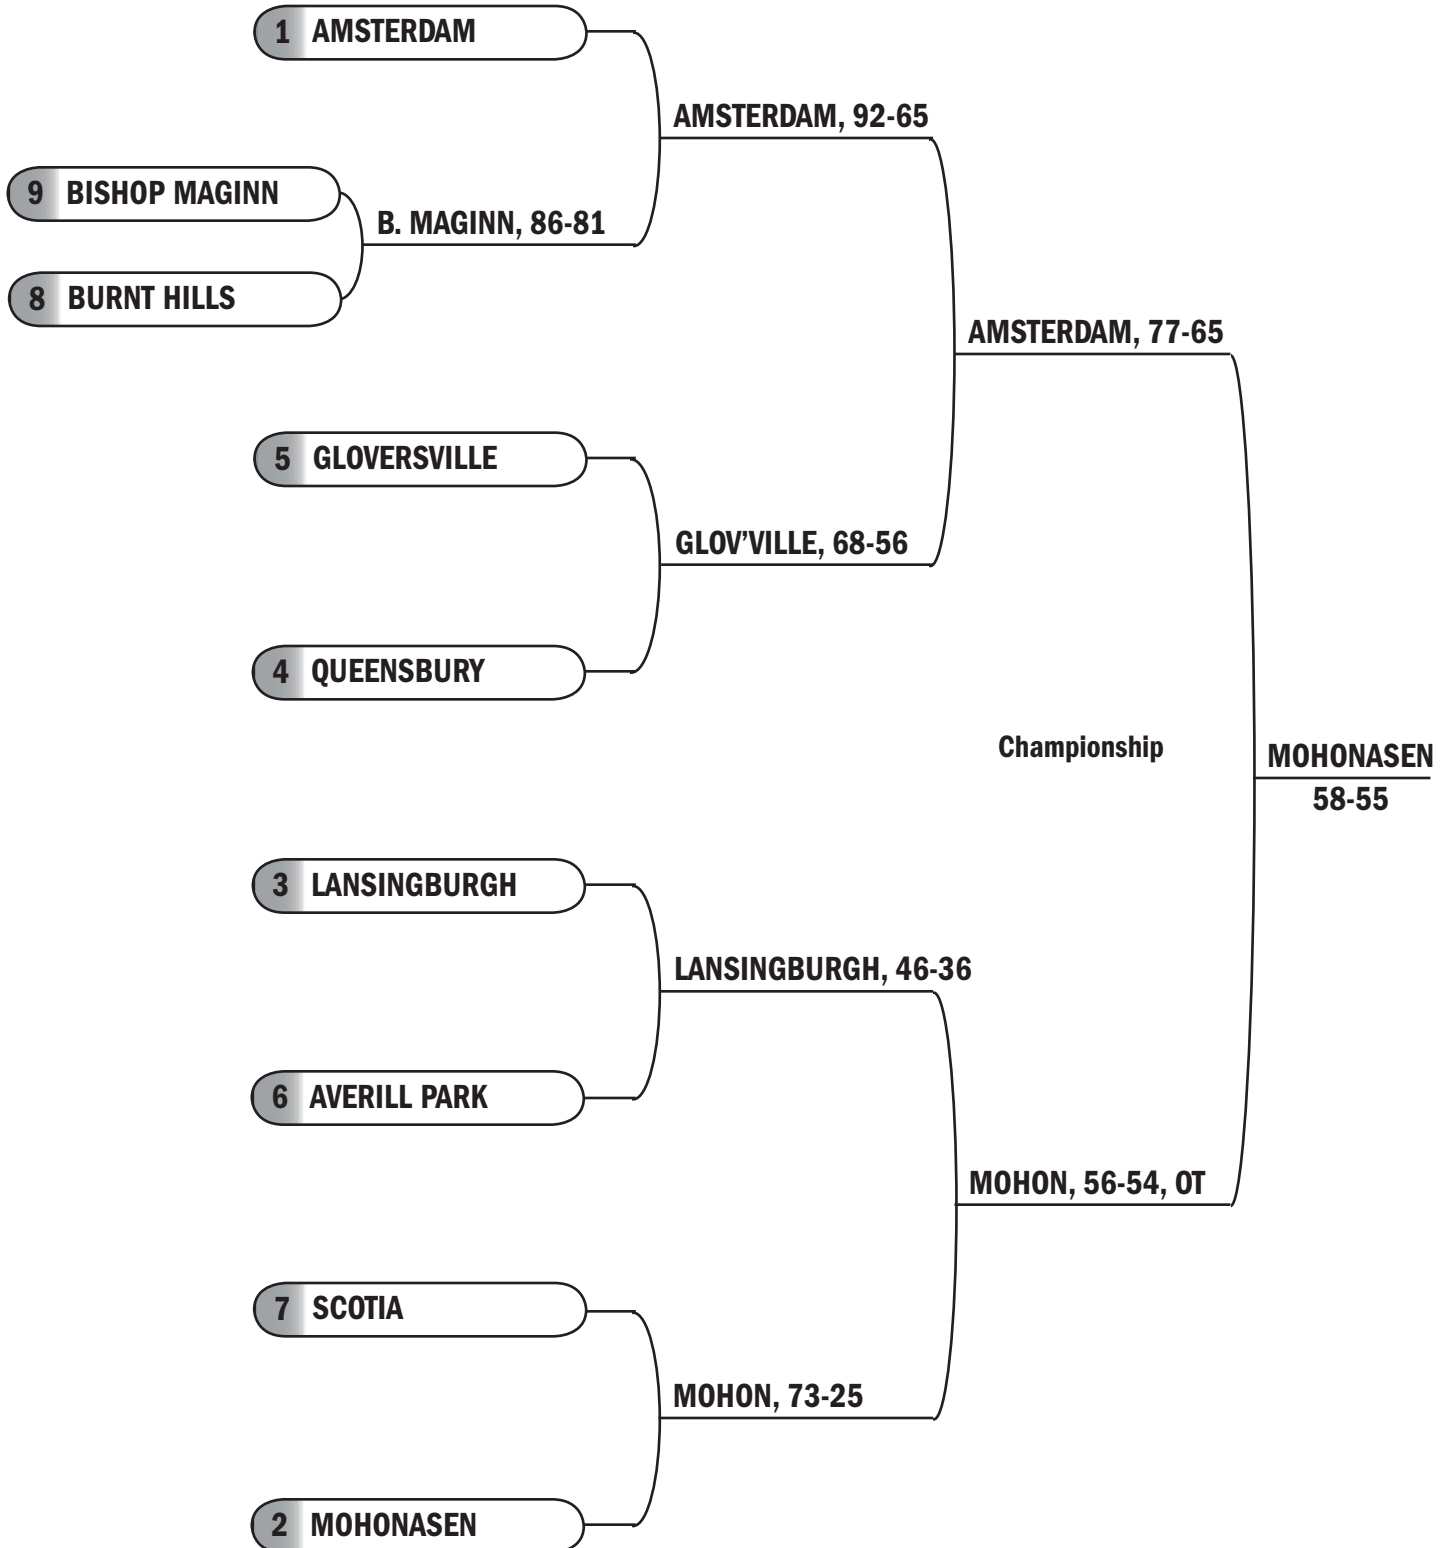 1 AMSTERDAM
AMSTERDAM, 92-65
9 BISHOP MAGINN
B. MAGINN, 86-81
8 BURNT HILLS
AMSTERDAM, 77-65
5 GLOVERSVILLE
GLOV’VILLE, 68-56
4 QUEENSBURY
Championship
MOHONASEN
58-55
3 LANSINGBURGH
LANSINGBURGH, 46-36
6 AVERILL PARK
MOHON, 56-54, OT
7 SCOTIA
MOHON, 73-25
2 MOHONASEN